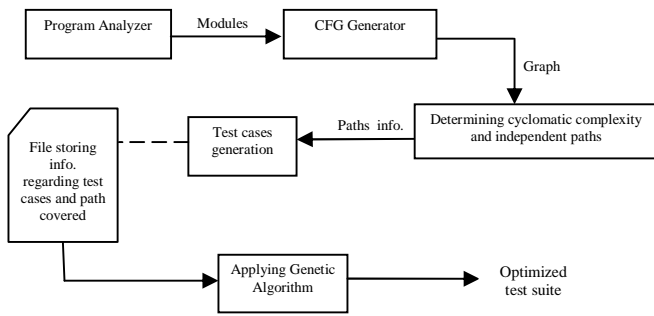 Program Analyzer
Modules
CFG Generator
Graph
Determining cyclomatic complexity
and independent paths
Paths info.
Test cases
generation
File storing
info.
regarding test
cases and path
covered
Applying Genetic
Algorithm
Optimized
test suite